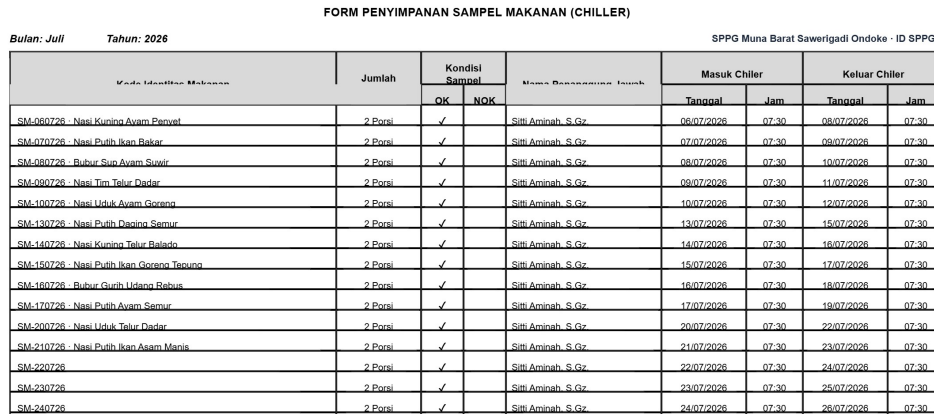 FORM PENYIMPANAN SAMPEL MAKANAN (CHILLER)
Bulan: Juli Tahun: 2026 SPPG Muna Barat Sawerigadi Ondoke · ID SPPG
Kode Identitas Makanan Jumlah Kondisi Sampel Nama Penanggung Jawab Masuk Chiler Keluar Chiler
OK NOK Tanggal Jam Tanggal Jam
SM-060726 · Nasi Kuning Ayam Penyet 2 Porsi ✓ Sitti Aminah, S.Gz. 06/07/2026 07:30 08/07/2026 07:30
SM-070726 · Nasi Putih Ikan Bakar 2 Porsi ✓ Sitti Aminah, S.Gz. 07/07/2026 07:30 09/07/2026 07:30
SM-080726 · Bubur Sup Ayam Suwir 2 Porsi ✓ Sitti Aminah, S.Gz. 08/07/2026 07:30 10/07/2026 07:30
SM-090726 · Nasi Tim Telur Dadar 2 Porsi ✓ Sitti Aminah, S.Gz. 09/07/2026 07:30 11/07/2026 07:30
SM-100726 · Nasi Uduk Ayam Goreng 2 Porsi ✓ Sitti Aminah, S.Gz. 10/07/2026 07:30 12/07/2026 07:30
SM-130726 · Nasi Putih Daging Semur 2 Porsi ✓ Sitti Aminah, S.Gz. 13/07/2026 07:30 15/07/2026 07:30
SM-140726 · Nasi Kuning Telur Balado 2 Porsi ✓ Sitti Aminah, S.Gz. 14/07/2026 07:30 16/07/2026 07:30
SM-150726 · Nasi Putih Ikan Goreng Tepung 2 Porsi ✓ Sitti Aminah, S.Gz. 15/07/2026 07:30 17/07/2026 07:30
SM-160726 · Bubur Gurih Udang Rebus 2 Porsi ✓ Sitti Aminah, S.Gz. 16/07/2026 07:30 18/07/2026 07:30
SM-170726 · Nasi Putih Ayam Semur 2 Porsi ✓ Sitti Aminah, S.Gz. 17/07/2026 07:30 19/07/2026 07:30
SM-200726 · Nasi Uduk Telur Dadar 2 Porsi ✓ Sitti Aminah, S.Gz. 20/07/2026 07:30 22/07/2026 07:30
SM-210726 · Nasi Putih Ikan Asam Manis 2 Porsi ✓ Sitti Aminah, S.Gz. 21/07/2026 07:30 23/07/2026 07:30
SM-220726 2 Porsi ✓ Sitti Aminah, S.Gz. 22/07/2026 07:30 24/07/2026 07:30
SM-230726 2 Porsi ✓ Sitti Aminah, S.Gz. 23/07/2026 07:30 25/07/2026 07:30
SM-240726 2 Porsi ✓ Sitti Aminah, S.Gz. 24/07/2026 07:30 26/07/2026 07:30